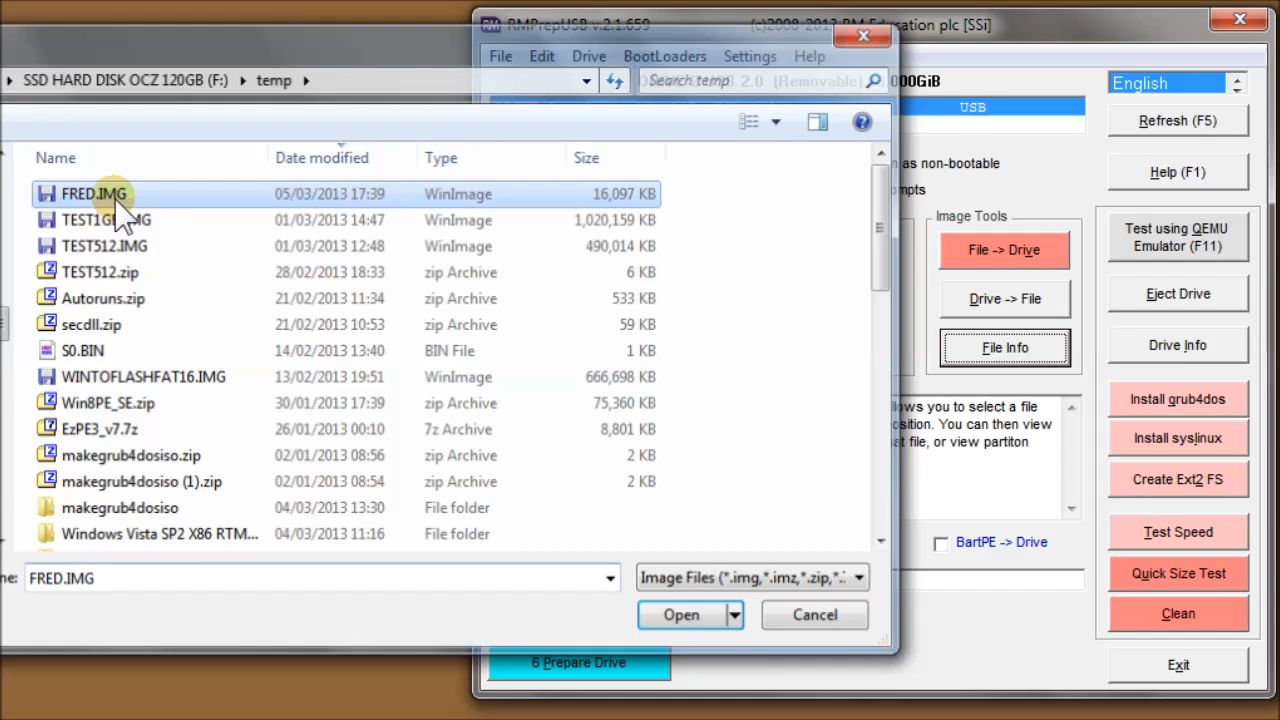 RMPrepUSB v.2.1.659 (c)2008-2013 RM Education plc [SSi]
SSD HARD DISK OCZ 120GB (F:) temp
Search temp
File Edit Drive BootLoaders Settings Help
2.0 [Removable] 000GiB
USB
English
Refresh (F5)
Help (F1)
as non-bootable
mpts
Name Date modified Type Size
FRED.IMG 05/03/2013 17:39 WinImage 16,097 KB
TEST1GB.IMG 01/03/2013 14:47 WinImage 1,020,159 KB
TEST512.IMG 01/03/2013 12:48 WinImage 490,014 KB
TEST512.zip 28/02/2013 18:33 zip Archive 6 KB
Autoruns.zip 21/02/2013 11:34 zip Archive 533 KB
secdll.zip 21/02/2013 10:53 zip Archive 59 KB
S0.BIN 14/02/2013 13:40 BIN File 1 KB
WINTOFLASHFAT16.IMG 13/02/2013 19:51 WinImage 666,698 KB
Win8PE_SE.zip 30/01/2013 17:39 zip Archive 75,360 KB
EzPE3_v7.7z 26/01/2013 00:10 7z Archive 8,801 KB
makegrub4dosiso.zip 02/01/2013 08:56 zip Archive 2 KB
makegrub4dosiso (1).zip 02/01/2013 08:54 zip Archive 2 KB
makegrub4dosiso 04/03/2013 13:30 File folder
Windows Vista SP2 X86 RTM... 04/03/2013 11:16 File folder
me: FRED.IMG
Image Files (*.img,*.imz,*.zip,*.:
Open
Cancel
Image Tools
File -> Drive
Drive -> File
File Info
lows you to select a file
position. You can then view
at file, or view partiton
BartPE -> Drive
6 Prepare Drive
Test using QEMU
Emulator (F11)
Eject Drive
Drive Info
Install grub4dos
Install syslinux
Create Ext2 FS
Test Speed
Quick Size Test
Clean
Exit